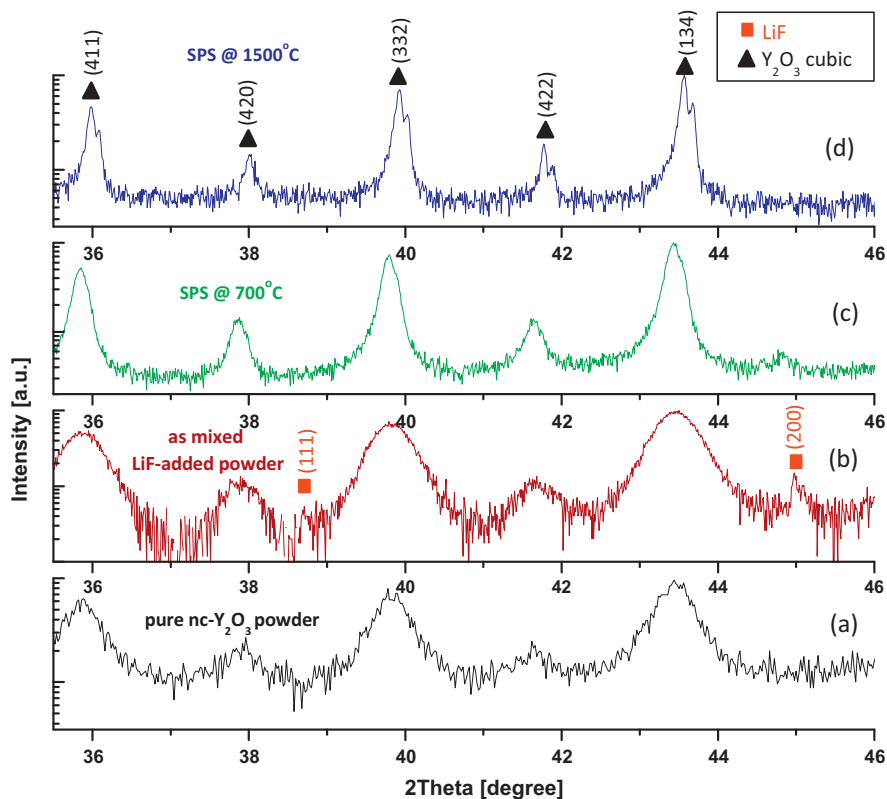 (411)
SPS @ 1500°C
(420)
(332)
(422)
(134)
LiF
Y₂O₃ cubic
(d)
36 38 40 42 44 46
SPS @ 700°C
(c)
36 38 40 42 44 46
as mixed
LiF-added powder
(111)
(200)
(b)
36 38 40 42 44 46
pure nc-Y₂O₃ powder
(a)
36 38 40 42 44 46
Intensity [a.u.]
2Theta [degree]